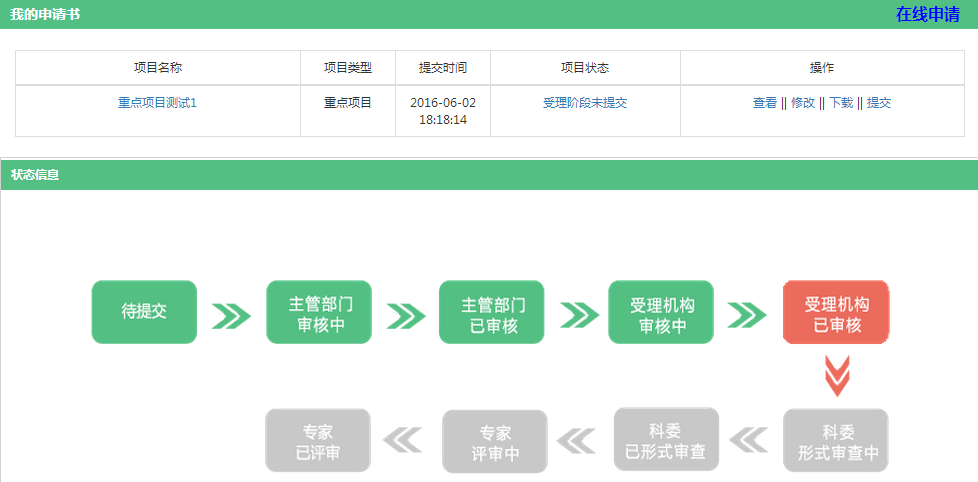 我的申请书 在线申请
项目名称 项目类型 提交时间 项目状态 操作
重点项目测试1 重点项目 2016-06-02 受理阶段未提交 查看 || 修改 || 下载 || 提交
18:18:14
状态信息
待提交
主管部门
审核中
主管部门
已审核
受理机构
审核中
受理机构
已审核
专家
已评审
专家
评审中
科委
已形式审查
科委
形式审查中